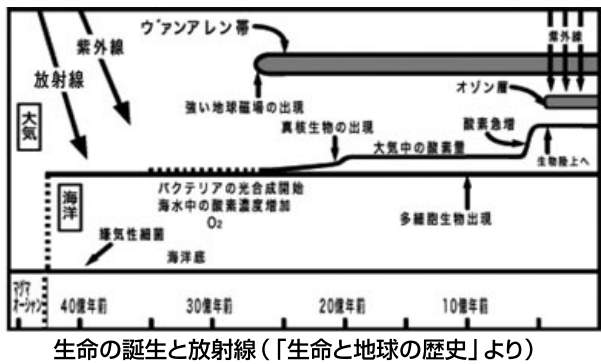 ヴァンアレン帯
紫外線
放射線
紫外線
オゾン層
大気
強い地球磁場の出現
真核生物の出現
酸素急増
大気中の酸素量
生物陸上へ
海洋
バクテリアの光合成開始
海水中の酸素濃度増加
O₂
多細胞生物出現
嫌気性細菌
海洋底
マグマ
オーシャン
40億年前
30億年前
20億年前
10億年前
生命の誕生と放射線(「生命と地球の歴史」より)